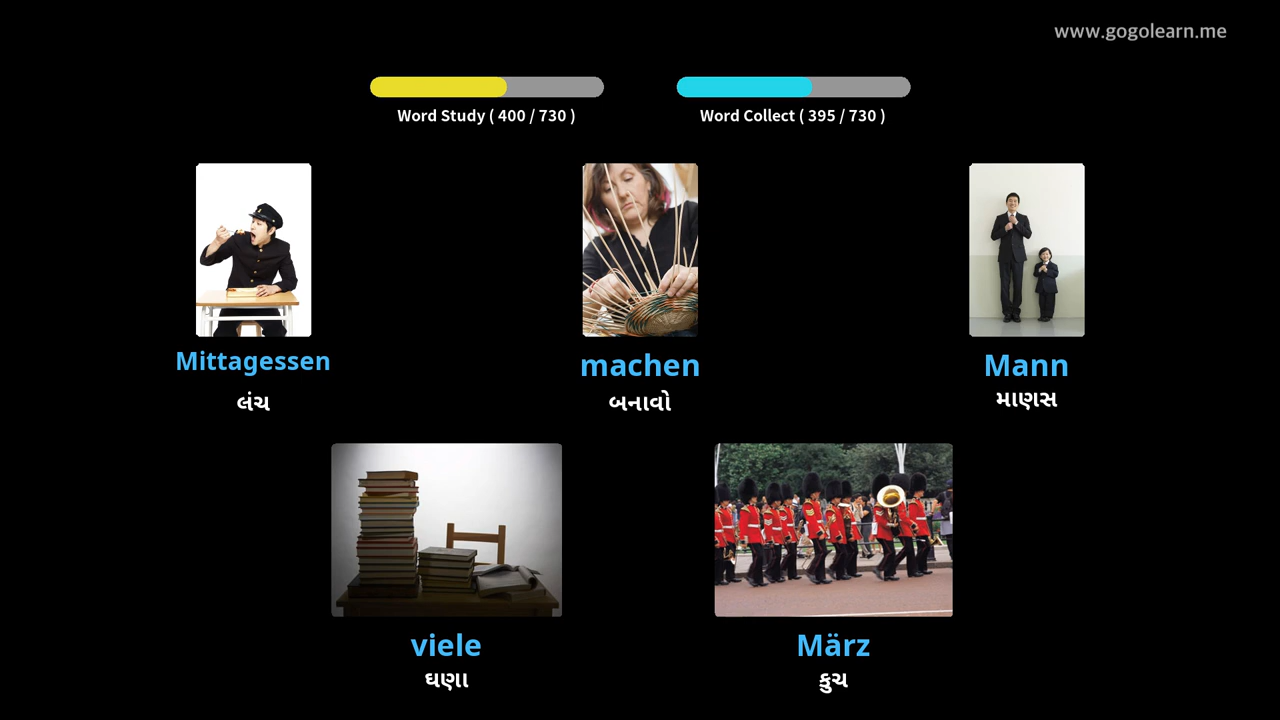 www.gogolearn.me
Word Study ( 400 / 730 )
Word Collect ( 395 / 730 )
Mittagessen
લંચ
machen
બનાવો
Mann
માણસ
viele
ઘણા
März
કુચ